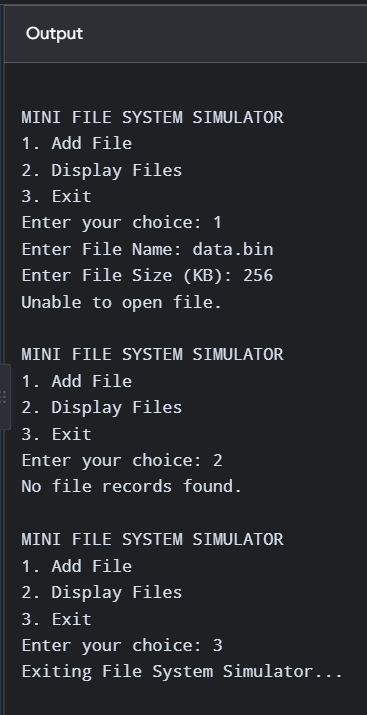 Output
MINI FILE SYSTEM SIMULATOR
1. Add File
2. Display Files
3. Exit
Enter your choice: 1
Enter File Name: data.bin
Enter File Size (KB): 256
Unable to open file.
MINI FILE SYSTEM SIMULATOR
1. Add File
2. Display Files
3. Exit
Enter your choice: 2
No file records found.
MINI FILE SYSTEM SIMULATOR
1. Add File
2. Display Files
3. Exit
Enter your choice: 3
Exiting File System Simulator...